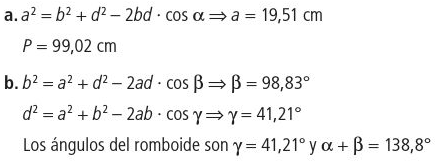 a. a² = b² + d² – 2bd · cos α ⇒ a = 19,51 cm
P = 99,02 cm
b. b² = a² + d² – 2ad · cos β ⇒ β = 98,83°
d² = a² + b² – 2ab · cos γ ⇒ γ = 41,21°
Los ángulos del romboide son γ = 41,21° y α + β = 138,8°